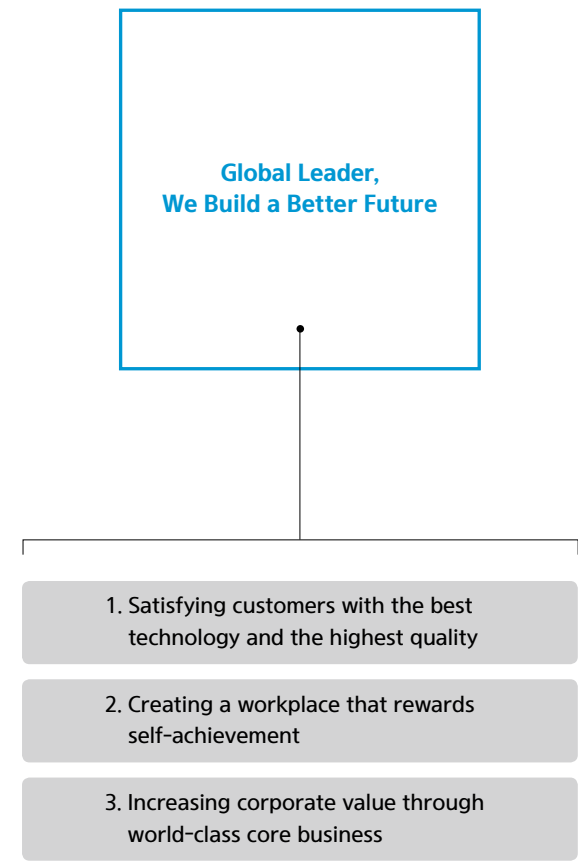 Global Leader,
We Build a Better Future
1. Satisfying customers with the best
technology and the highest quality
2. Creating a workplace that rewards
self-achievement
3. Increasing corporate value through
world-class core business